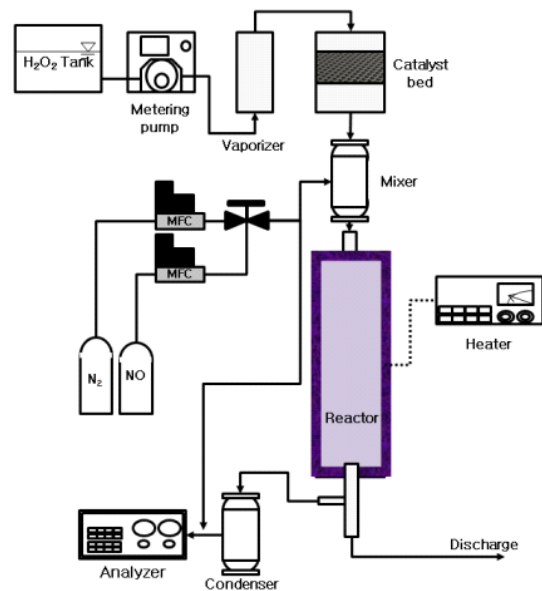 H₂O₂ Tank
Metering
pump
Vaporizer
Catalyst
bed
Mixer
MFC
MFC
N₂
NO
Heater
Reactor
Analyzer
Condenser
Discharge